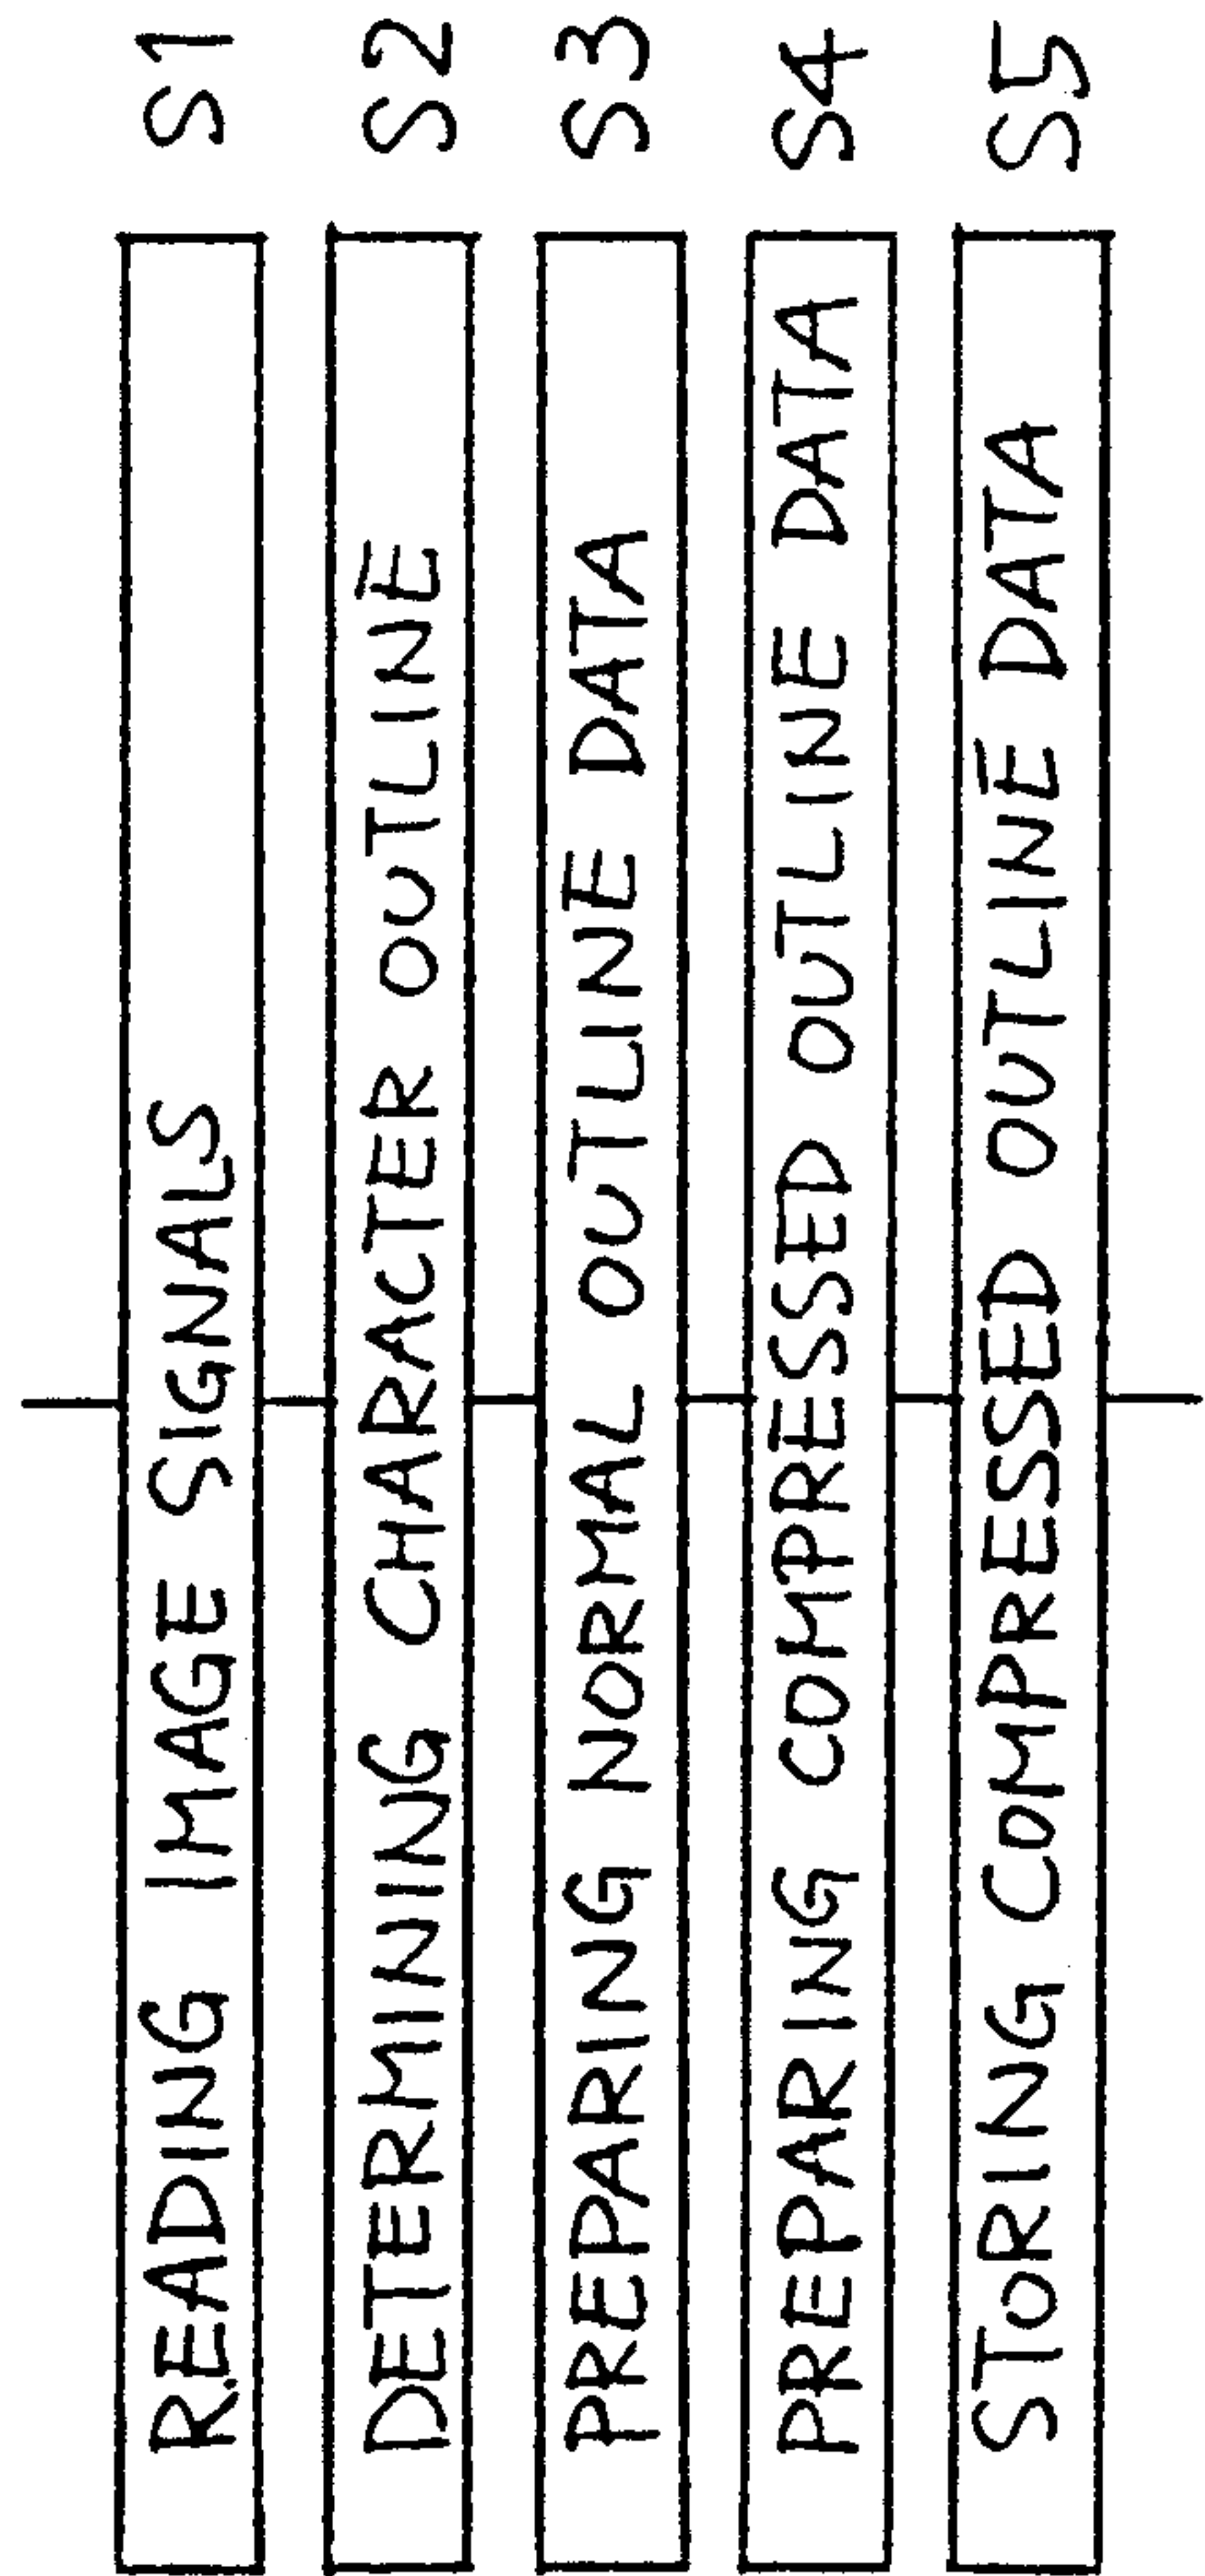 READING IMAGE SIGNALS S1
DETERMINING CHARACTER OUTLINE S2
PREPARING NORMAL OUTLINE DATA S3
PREPARING COMPRESSED OUTLINE DATA S4
STORING COMPRESSED OUTLINE DATA S5